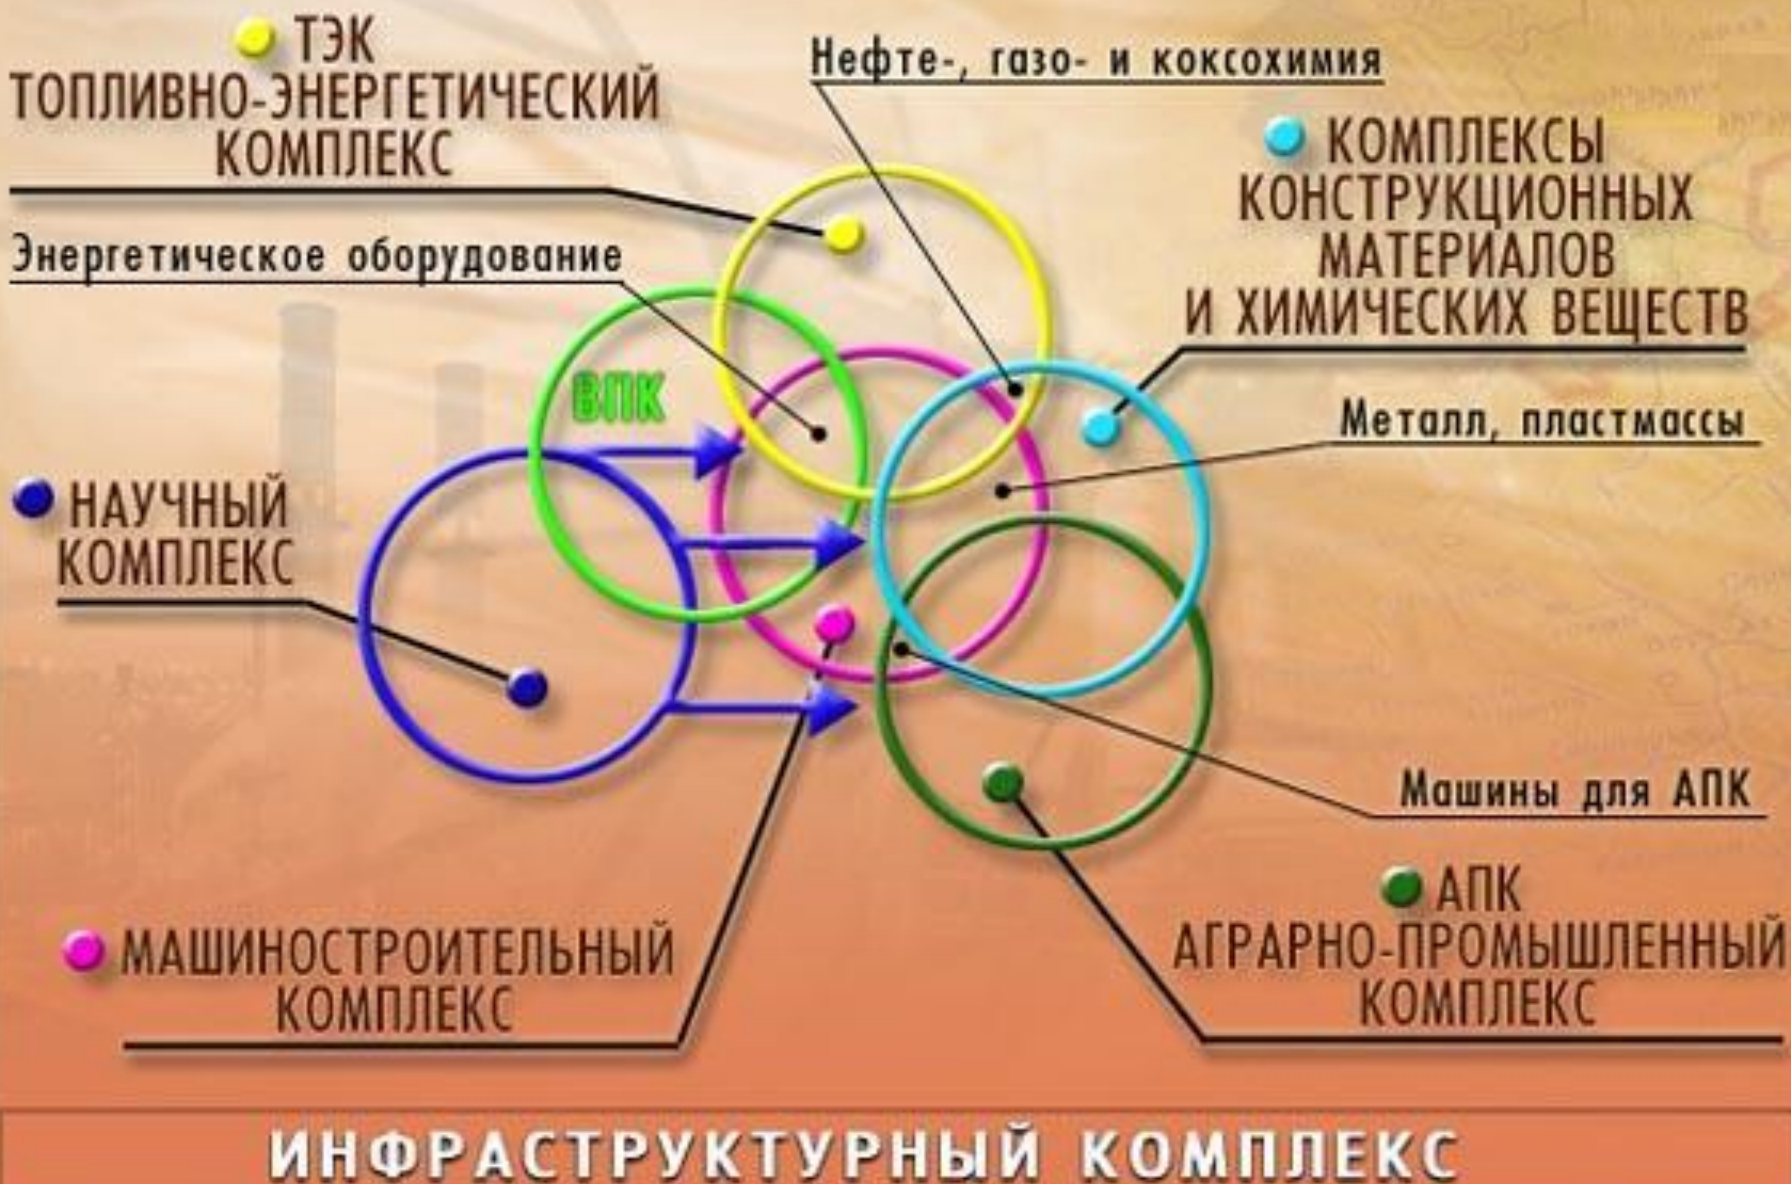 ТЭК
ТОПЛИВНО-ЭНЕРГЕТИЧЕСКИЙ
КОМПЛЕКС
Нефте-, газо- и коксохимия
КОМПЛЕКСЫ
КОНСТРУКЦИОННЫХ
МАТЕРИАЛОВ
И ХИМИЧЕСКИХ ВЕЩЕСТВ
Энергетическое оборудование
ВПК
Металл, пластмассы
НАУЧНЫЙ
КОМПЛЕКС
Машины для АПК
МАШИНОСТРОИТЕЛЬНЫЙ
КОМПЛЕКС
АПК
АГРАРНО-ПРОМЫШЛЕННЫЙ
КОМПЛЕКС
ИНФРАСТРУКТУРНЫЙ КОМПЛЕКС